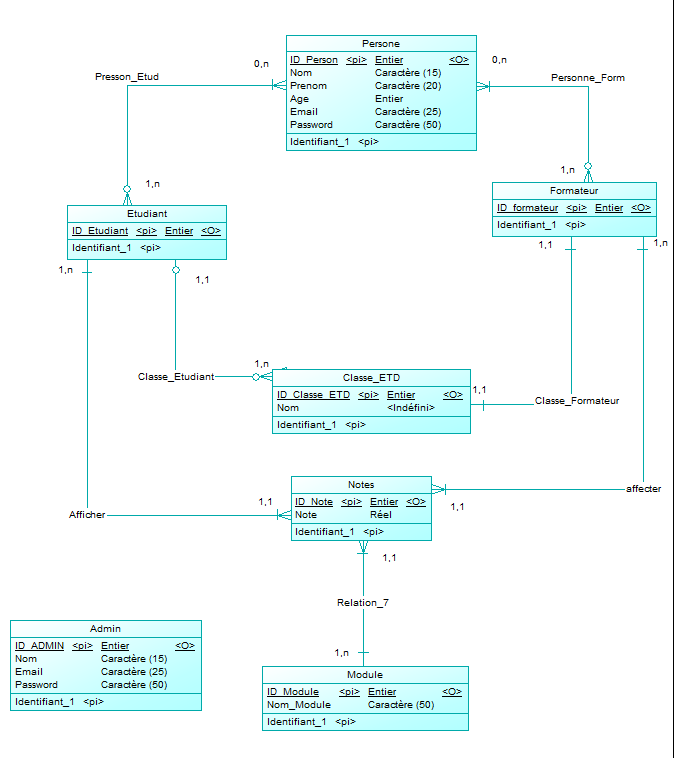 Persone
ID_Person <pi> Entier <O>
Nom Caractère (15)
Prenom Caractère (20)
Age Entier
Email Caractère (25)
Password Caractère (50)
Identifiant_1 <pi>
0,n
0,n
Presson_Etud
Personne_Form
1,n
1,n
Etudiant
ID_Etudiant <pi> Entier <O>
Identifiant_1 <pi>
Formateur
ID_formateur <pi> Entier <O>
Identifiant_1 <pi>
1,n
1,1
1,1
1,n
Classe_Etudiant
1,n
Classe_ETD
ID_Classe_ETD <pi> Entier <O>
Nom <Indéfini>
Identifiant_1 <pi>
1,1
Classe_Formateur
Notes
ID_Note <pi> Entier <O>
Note Réel
Identifiant_1 <pi>
affecter
1,1
1,1
Afficher
1,1
Relation_7
1,n
Admin
ID_ADMIN <pi> Entier <O>
Nom Caractère (15)
Email Caractère (25)
Password Caractère (50)
Identifiant_1 <pi>
Module
ID_Module <pi> Entier <O>
Nom_Module Caractère (50)
Identifiant_1 <pi>